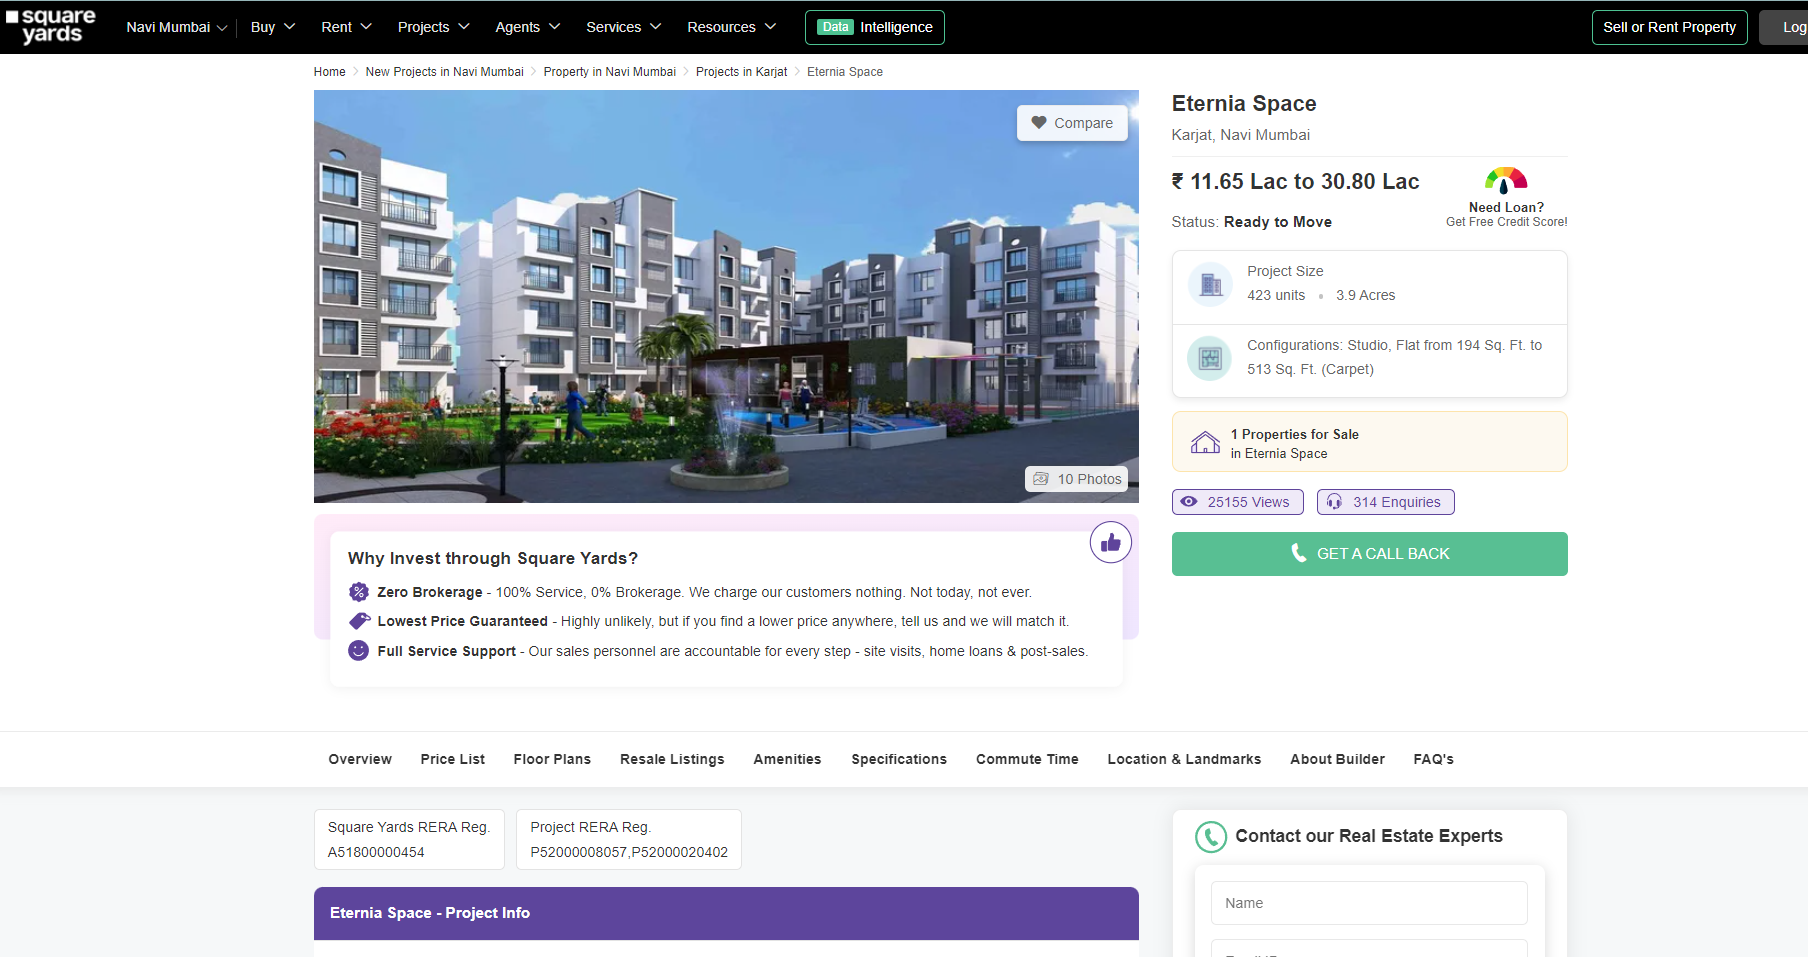 square
yards
Navi Mumbai
Buy
Rent
Projects
Agents
Services
Resources
Data Intelligence
Sell or Rent Property
Log
Home
New Projects in Navi Mumbai
Property in Navi Mumbai
Projects in Karjat
Eternia Space
Compare
10 Photos
Eternia Space
Karjat, Navi Mumbai
₹ 11.65 Lac to 30.80 Lac
Need Loan?
Get Free Credit Score!
Status: Ready to Move
Project Size
423 units • 3.9 Acres
Configurations: Studio, Flat from 194 Sq. Ft. to
513 Sq. Ft. (Carpet)
1 Properties for Sale
in Eternia Space
25155 Views
314 Enquiries
GET A CALL BACK
Why Invest through Square Yards?
Zero Brokerage - 100% Service, 0% Brokerage. We charge our customers nothing. Not today, not ever.
Lowest Price Guaranteed - Highly unlikely, but if you find a lower price anywhere, tell us and we will match it.
Full Service Support - Our sales personnel are accountable for every step - site visits, home loans & post-sales.
Overview
Price List
Floor Plans
Resale Listings
Amenities
Specifications
Commute Time
Location & Landmarks
About Builder
FAQ's
Square Yards RERA Reg.
A51800000454
Project RERA Reg.
P52000008057,P52000020402
Eternia Space - Project Info
Contact our Real Estate Experts
Name